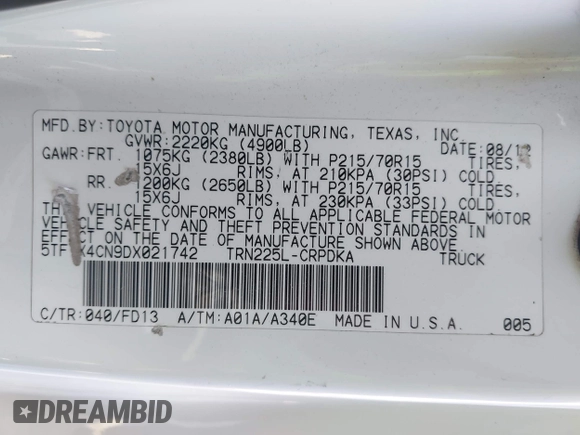 MFD.BY:TOYOTA MOTOR MANUFACTURING, TEXAS, INC.
GVWR:2220KG (4900LB) DATE:
GAWR:FRT. 1075KG (2380LB) WITH P215/70R15 TIRES,
15X6J RIMS, AT 210KPA (30PSI) COLD
RR. 1200KG (2650LB) WITH P215/70R15 TIRES,
15X6J RIMS, AT 230KPA (33PSI) COLD
VEHICLE CONFORMS TO ALL APPLICABLE FEDERAL MOTOR
VEHICLE SAFETY AND THEFT PREVENTION STANDARDS IN
EFFECT ON THE DATE OF MANUFACTURE SHOWN ABOVE.
TRN225L-CRPDKA TRUCK
C/TR:040/FD13 A/TM:A01A/A340E MADE IN U.S.A. 005
DREAMBID